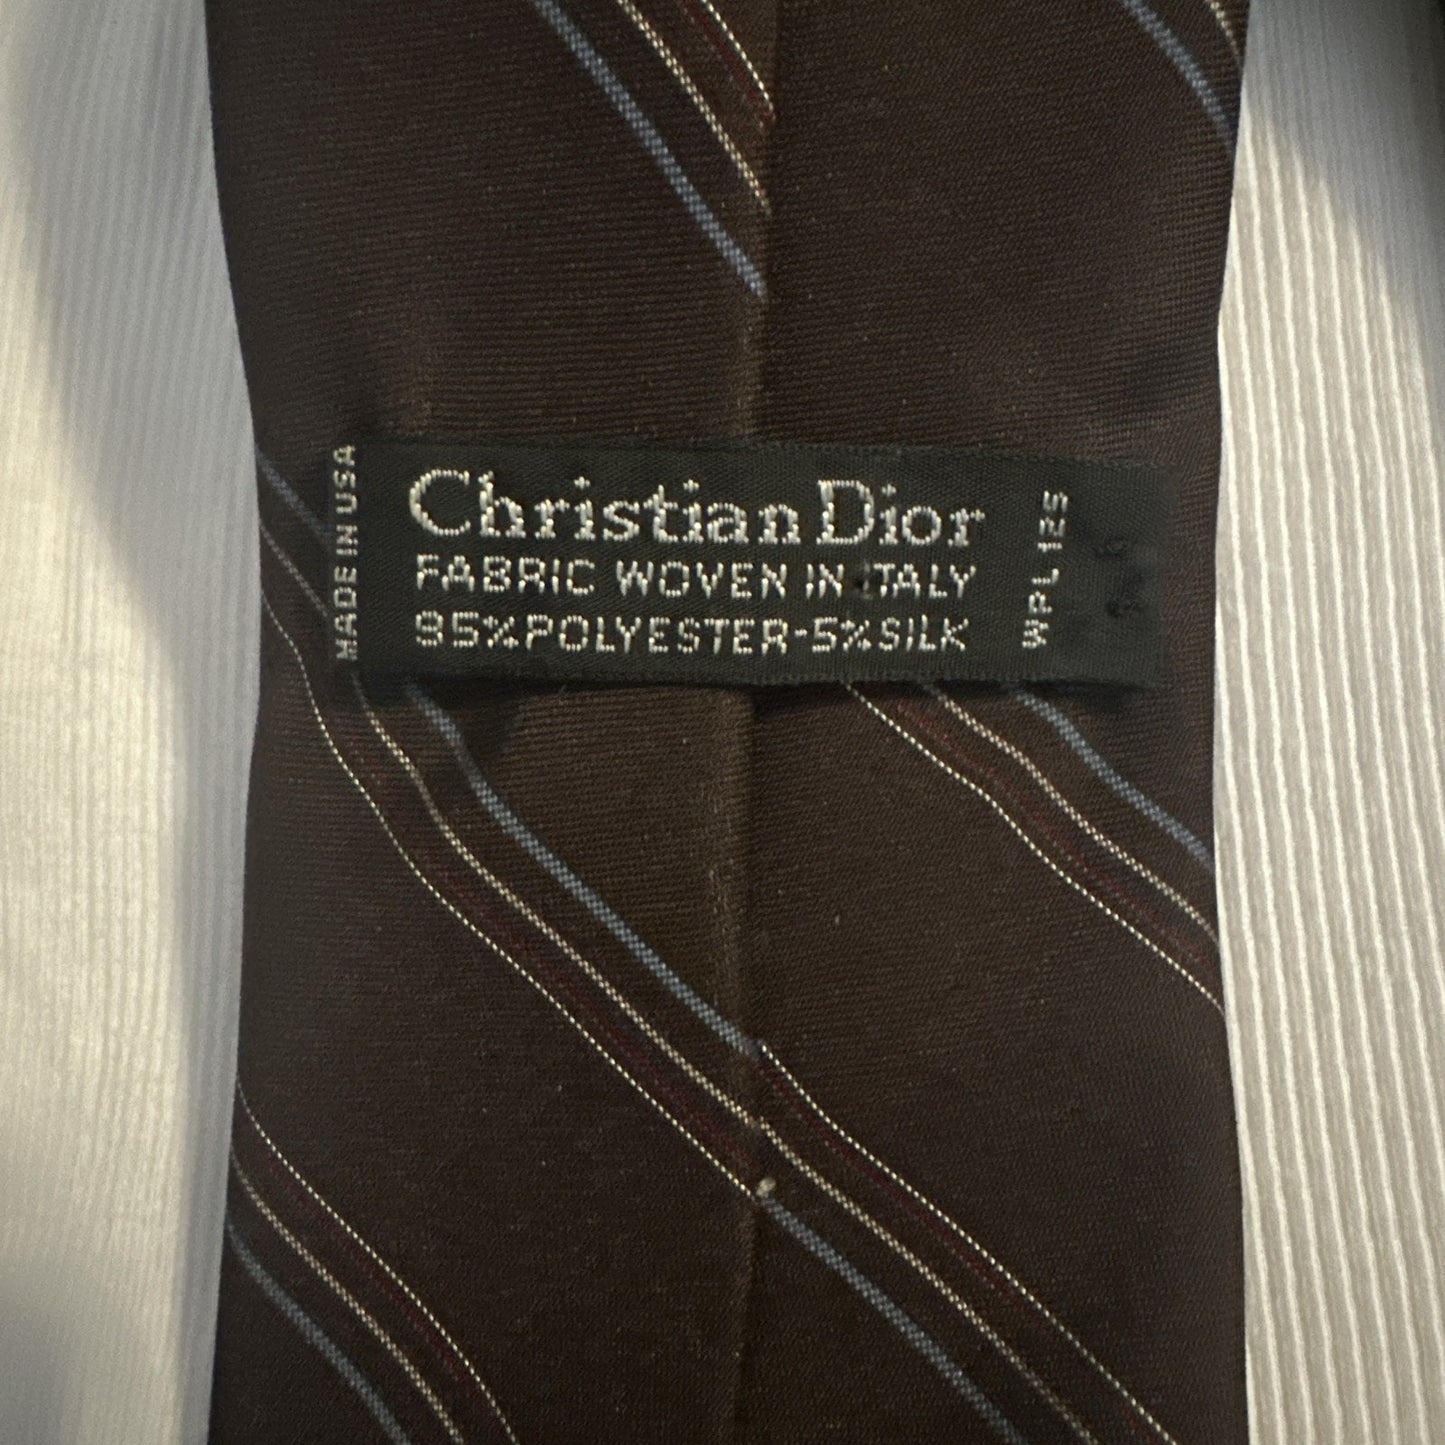 MADE IN USA
Christian Dior
FABRIC WOVEN IN ITALY
95% POLYESTER-5% SILK
WPL 125